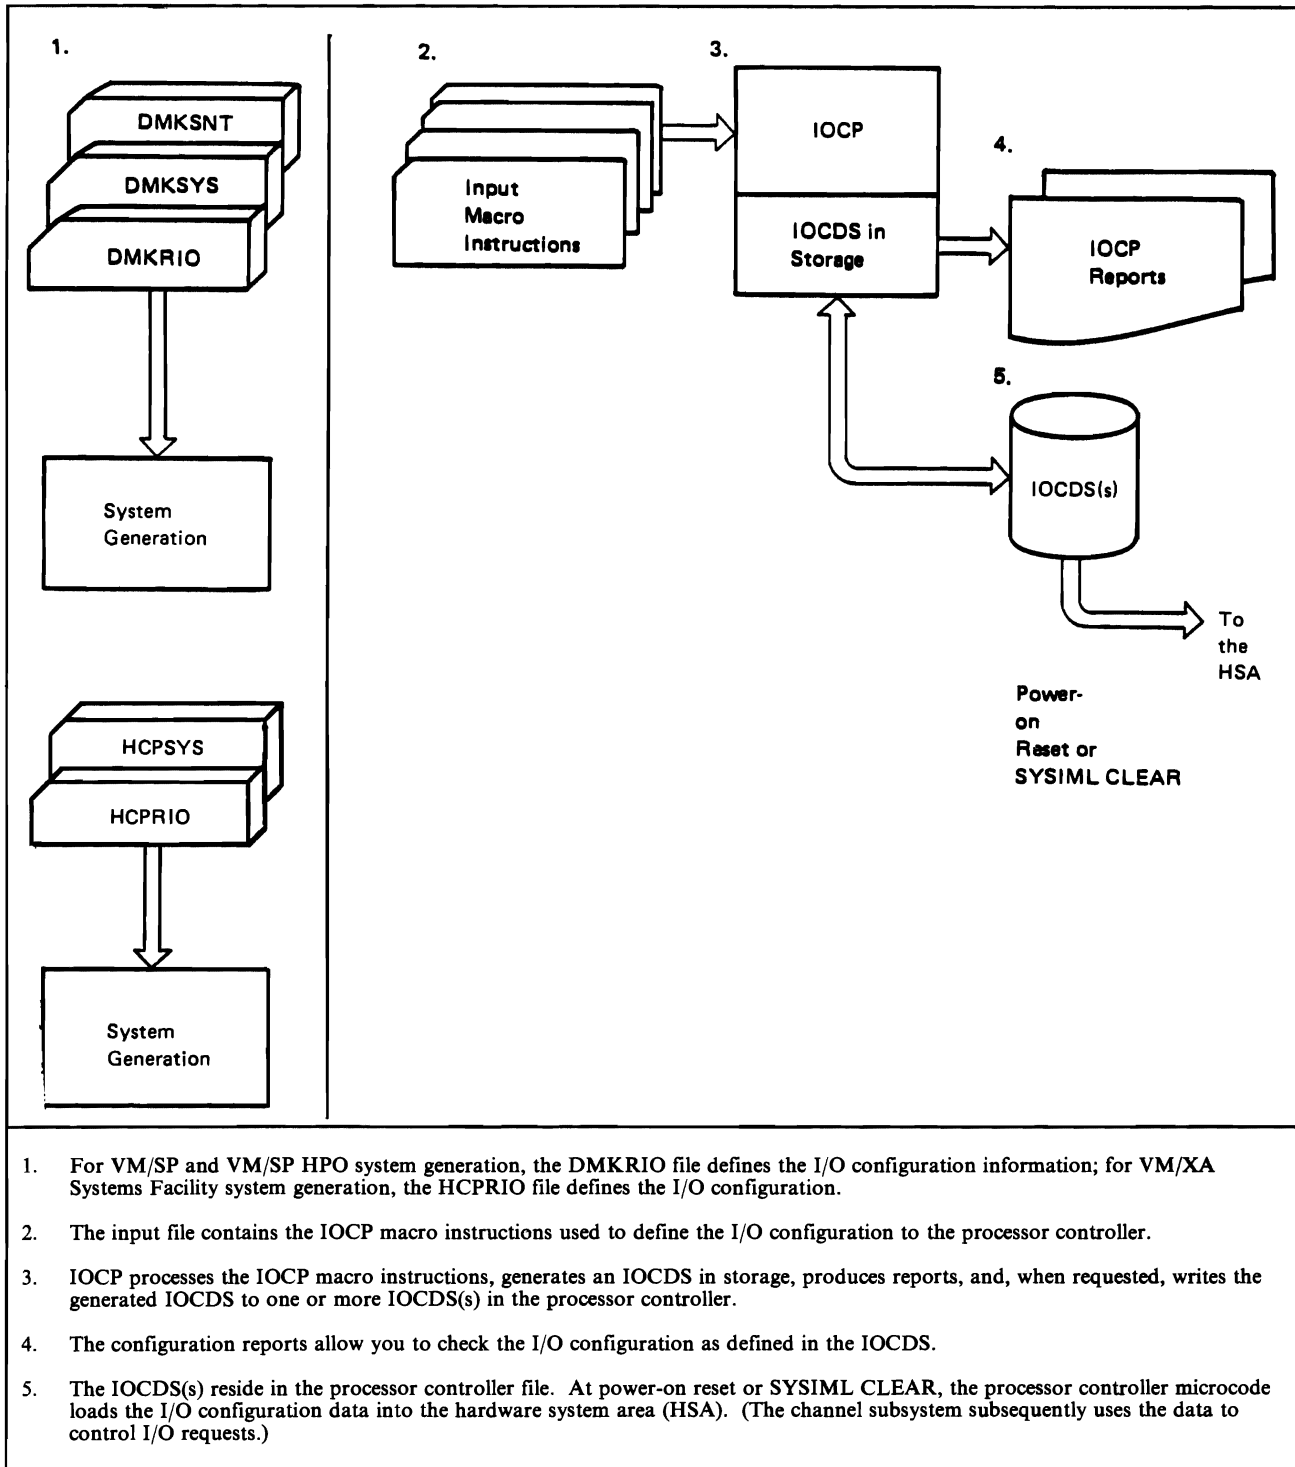 1.
DMKSNT
DMKSYS
DMKRIO
System
Generation
HCPSYS
HCPRIO
System
Generation
2.
Input
Macro
Instructions
3.
IOCP
IOCDS in
Storage
4.
IOCP
Reports
5.
IOCDS(s)
To
the
HSA
Power-
on
Reset or
SYSIML CLEAR
1. For VM/SP and VM/SP HPO system generation, the DMKRIO file defines the I/O configuration information; for VM/XA
Systems Facility system generation, the HCPRIO file defines the I/O configuration.
2. The input file contains the IOCP macro instructions used to define the I/O configuration to the processor controller.
3. IOCP processes the IOCP macro instructions, generates an IOCDS in storage, produces reports, and, when requested, writes the
generated IOCDS to one or more IOCDS(s) in the processor controller.
4. The configuration reports allow you to check the I/O configuration as defined in the IOCDS.
5. The IOCDS(s) reside in the processor controller file. At power-on reset or SYSIML CLEAR, the processor controller microcode
loads the I/O configuration data into the hardware system area (HSA). (The channel subsystem subsequently uses the data to
control I/O requests.)